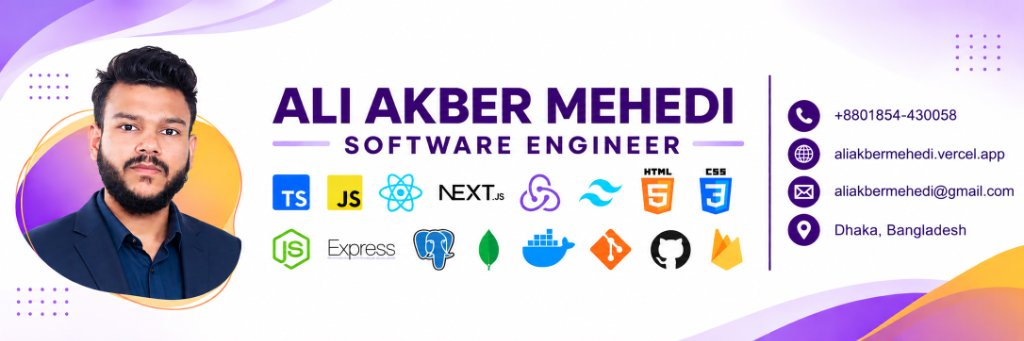 ALI AKBER MEHEDI
SOFTWARE ENGINEER
TS
JS
NEXT.JS
HTML
5
CSS
3
JS
Express
+8801854-430058
aliakbermehedi.vercel.app
aliakbermehedi@gmail.com
Dhaka, Bangladesh